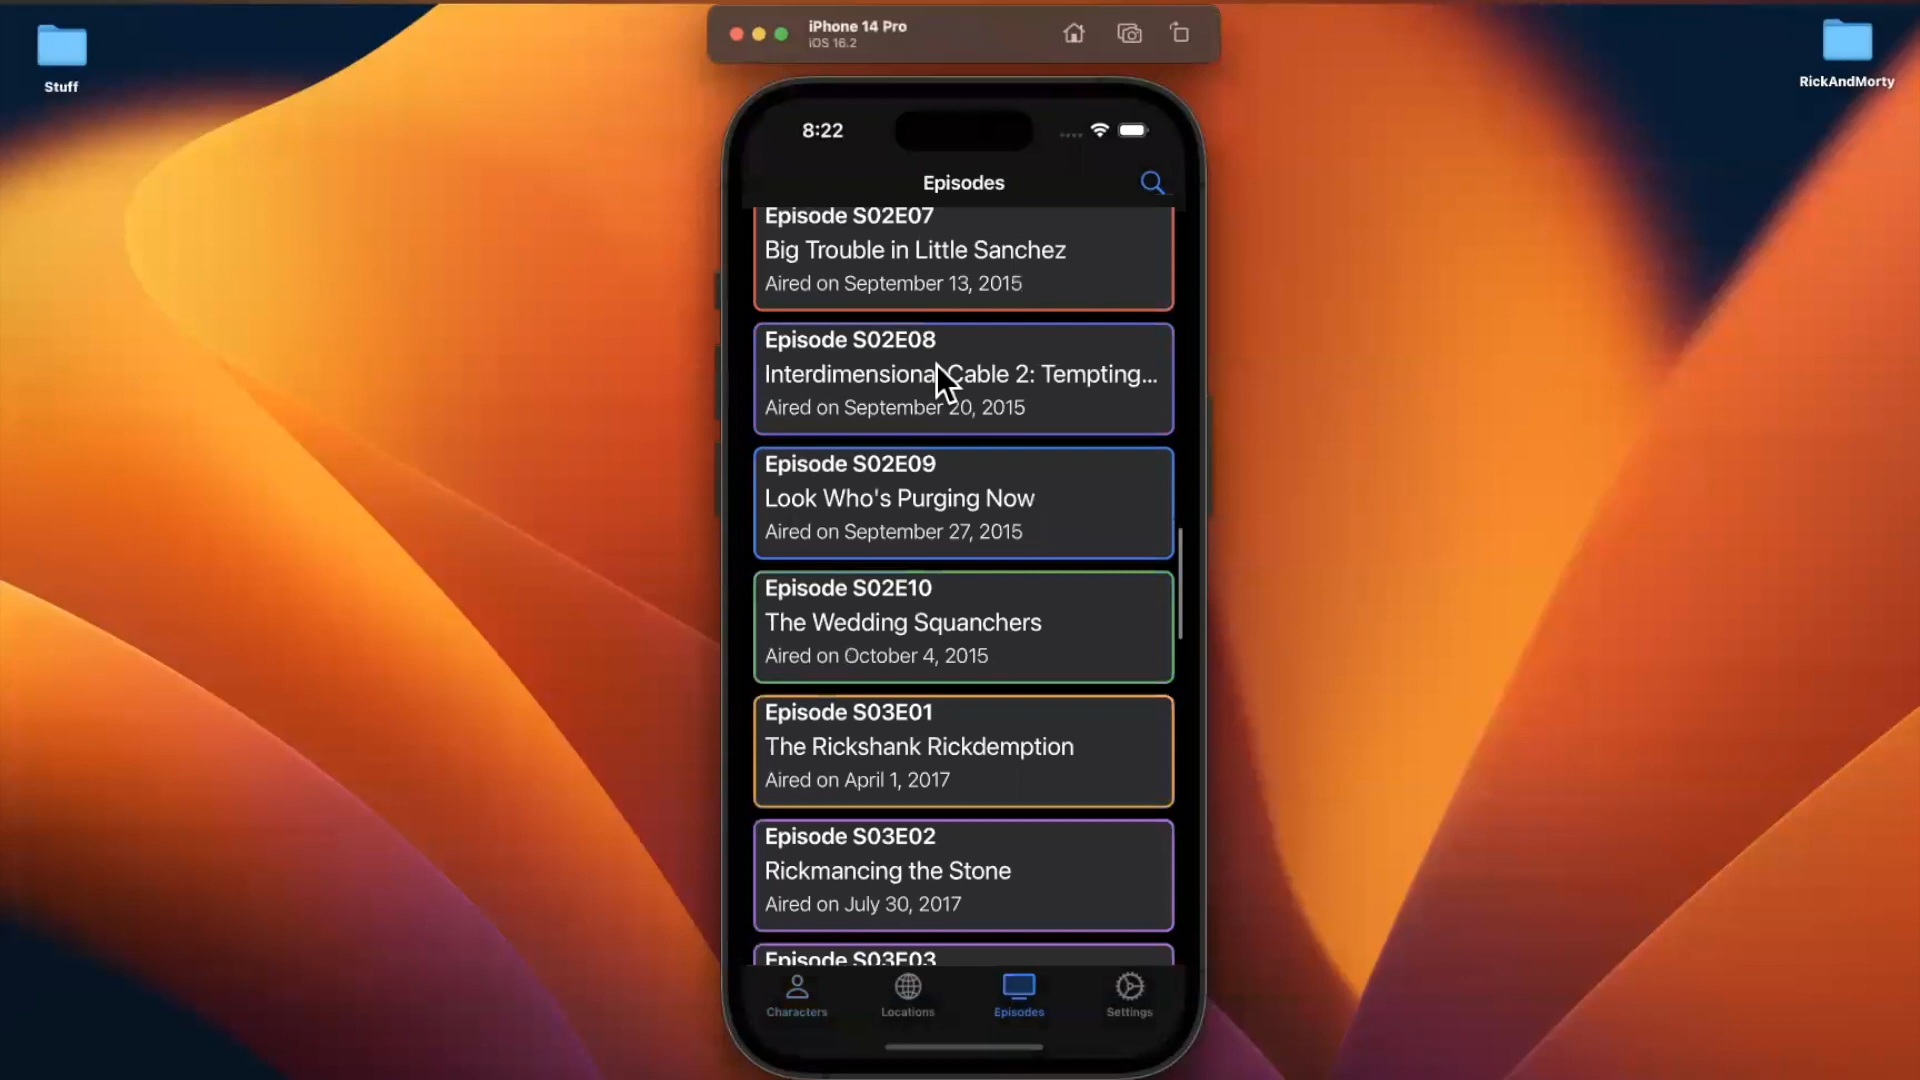 iPhone 14 Pro
iOS 16.2
Stuff
RickAndMorty
8:22
Episodes
Episode S02E07
Big Trouble in Little Sanchez
Aired on September 13, 2015
Episode S02E08
Interdimensional Cable 2: Tempting...
Aired on September 20, 2015
Episode S02E09
Look Who's Purging Now
Aired on September 27, 2015
Episode S02E10
The Wedding Squanchers
Aired on October 4, 2015
Episode S03E01
The Rickshank Rickdemption
Aired on April 1, 2017
Episode S03E02
Rickmancing the Stone
Aired on July 30, 2017
Episode S03E03
Characters
Locations
Episodes
Settings